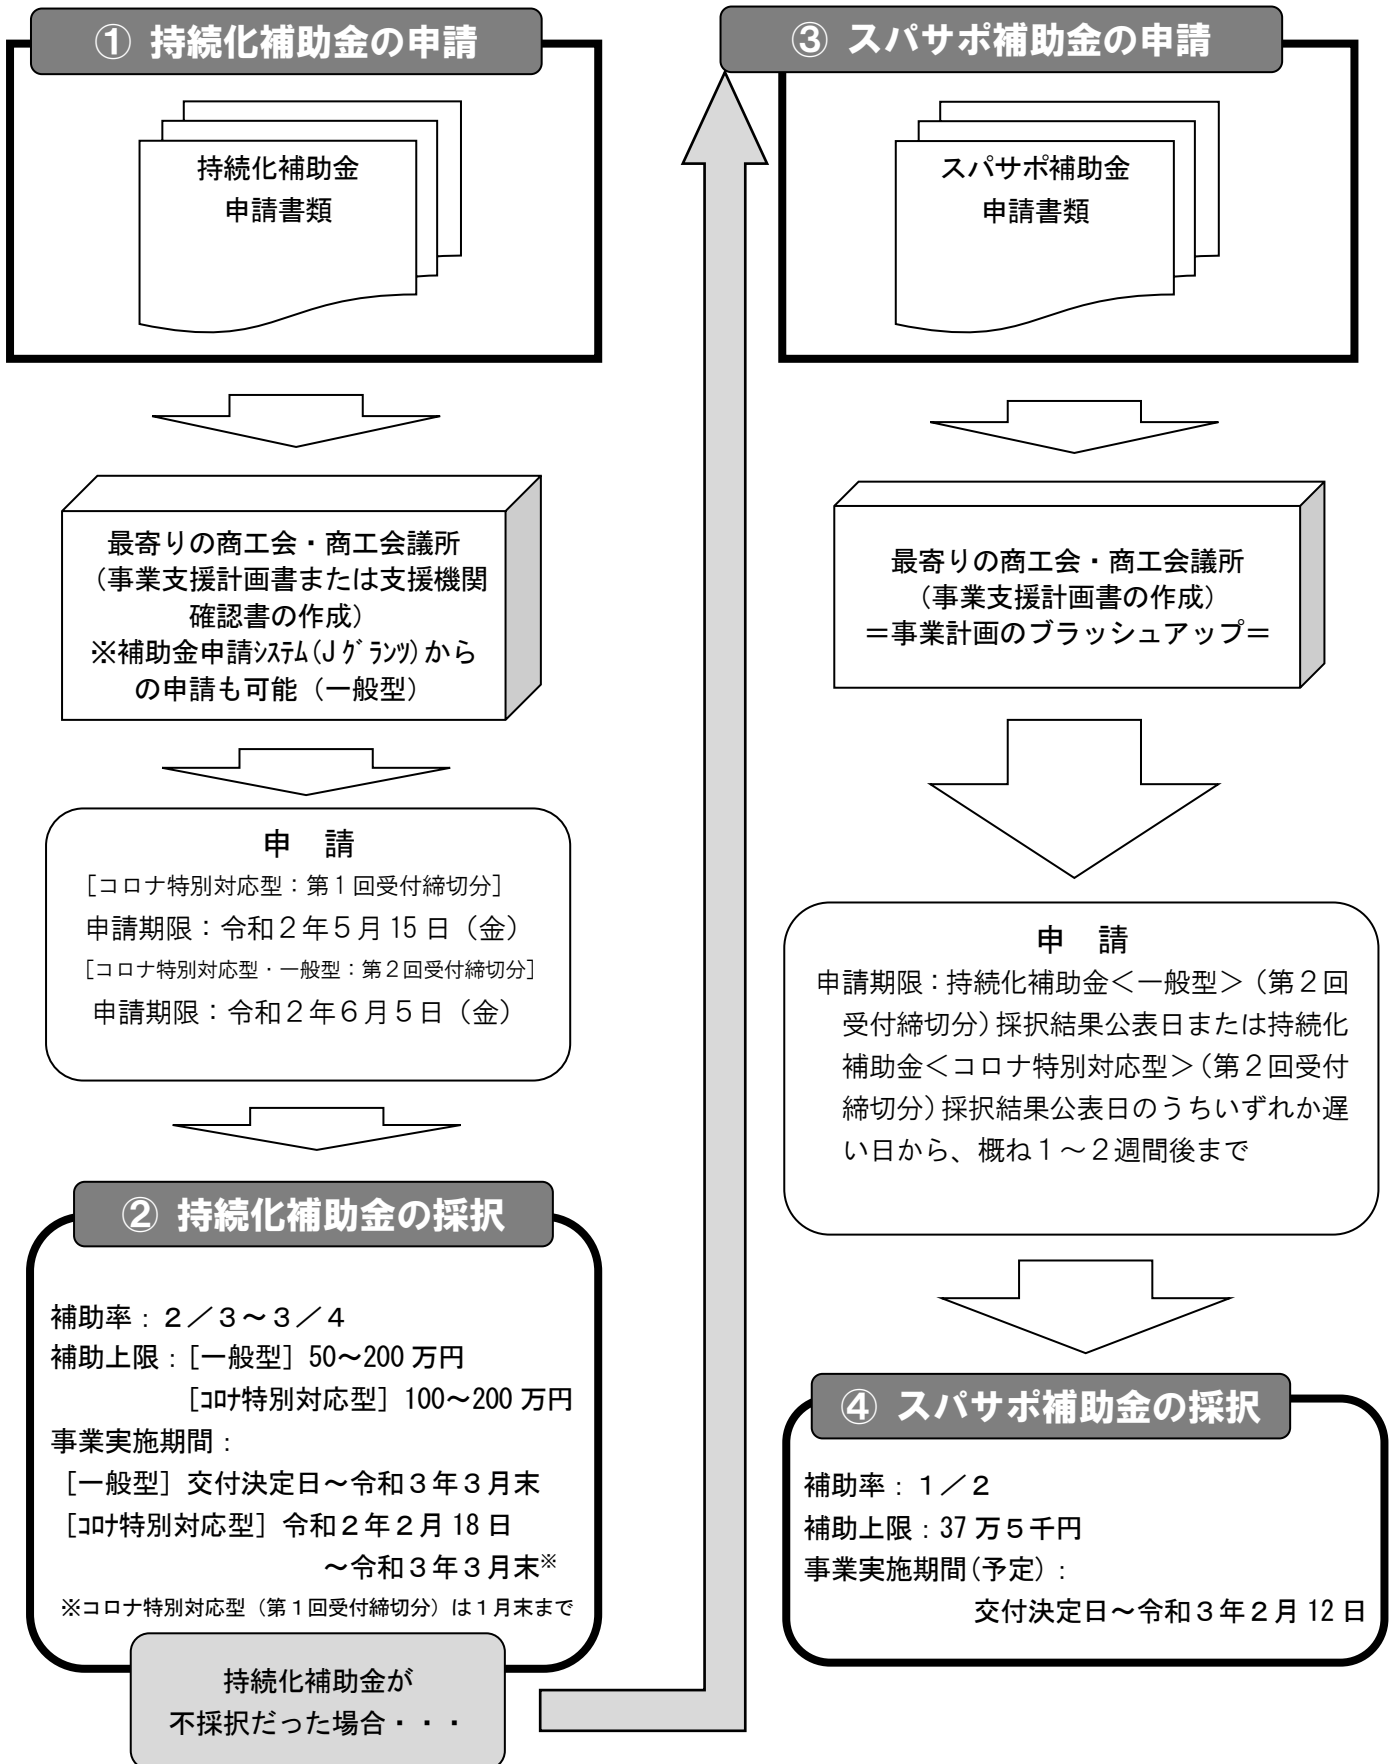 ① 持続化補助金の申請
持続化補助金
申請書類
最寄りの商工会・商工会議所
(事業支援計画書または支援機関
確認書の作成)
※補助金申請ｼｽﾃﾑ(Jｸﾞﾗﾝﾂ)から
の申請も可能（一般型）
申　請
［コロナ特別対応型：第１回受付締切分］
申請期限：令和２年５月 15 日（金）
［コロナ特別対応型・一般型：第２回受付締切分］
申請期限：令和２年６月５日（金）
② 持続化補助金の採択
補助率：２／３～３／４
補助上限：［一般型］50～200 万円
［ｺﾛﾅ特別対応型］100～200 万円
事業実施期間：
［一般型］交付決定日～令和３年３月末
［ｺﾛﾅ特別対応型］令和２年２月 18 日
～令和３年３月末※
※コロナ特別対応型（第１回受付締切分）は１月末まで
持続化補助金が
不採択だった場合・・・
③ スパサポ補助金の申請
スパサポ補助金
申請書類
最寄りの商工会・商工会議所
(事業支援計画書の作成)
＝事業計画のブラッシュアップ＝
申　請
申請期限：持続化補助金＜一般型＞(第２回
受付締切分)採択結果公表日または持続化
補助金＜コロナ特別対応型＞(第２回受付
締切分)採択結果公表日のうちいずれか遅
い日から、概ね１～２週間後まで
④ スパサポ補助金の採択
補助率：１／２
補助上限：37 万５千円
事業実施期間(予定)：
交付決定日～令和３年２月 12 日